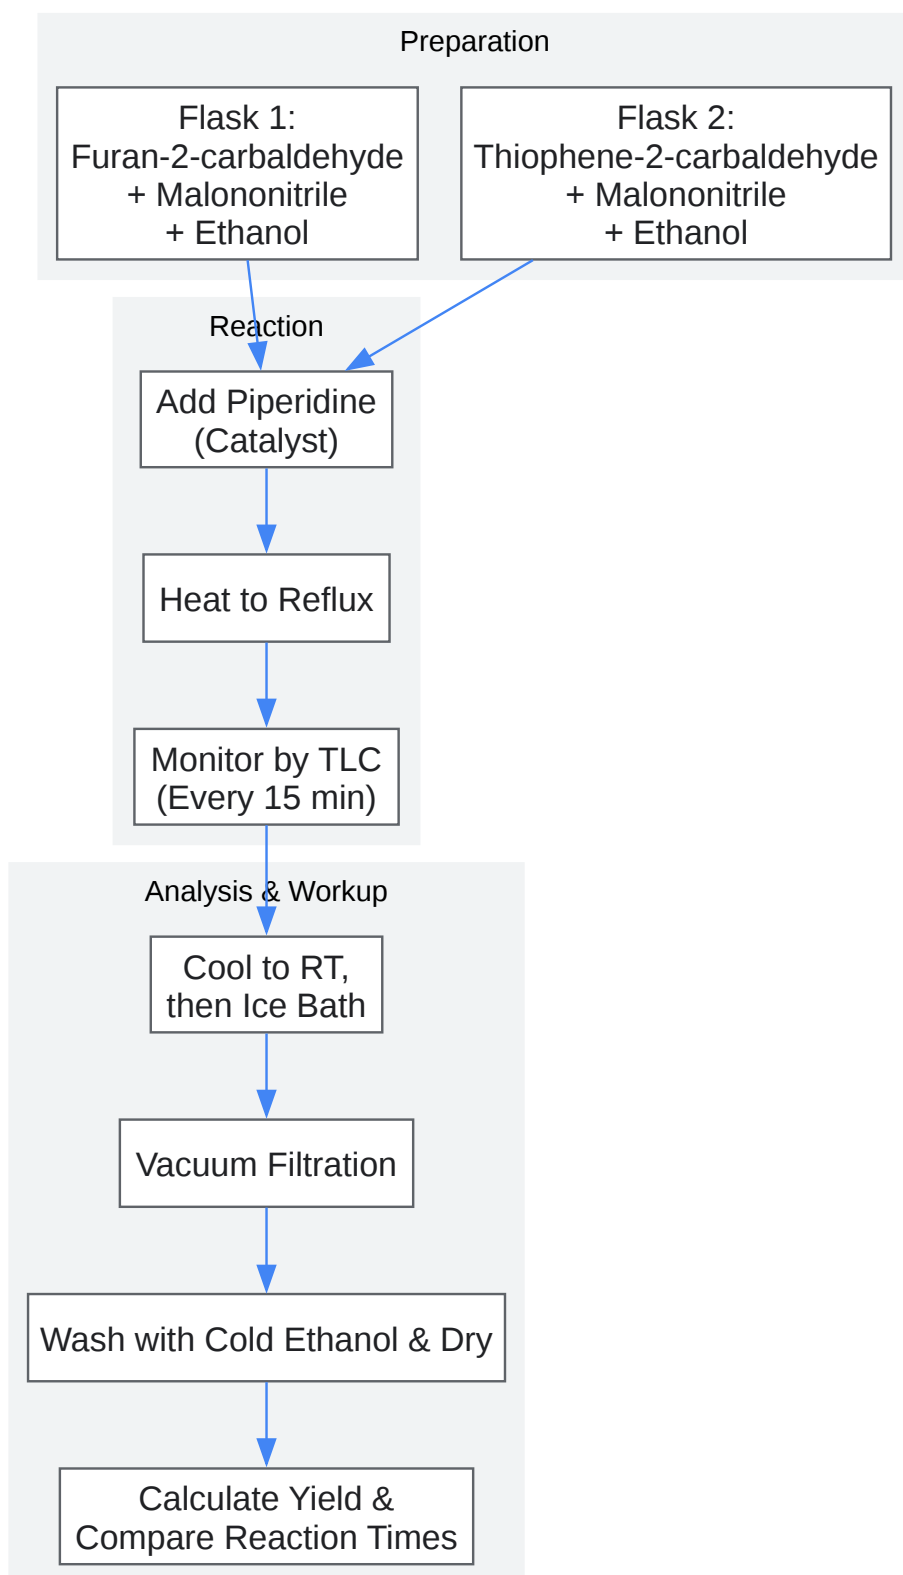 Preparation
Flask 1:
Furan-2-carbaldehyde
+ Malononitrile
+ Ethanol
Flask 2:
Thiophene-2-carbaldehyde
+ Malononitrile
+ Ethanol
Reaction
Add Piperidine
(Catalyst)
Heat to Reflux
Monitor by TLC
(Every 15 min)
Analysis & Workup
Cool to RT,
then Ice Bath
Vacuum Filtration
Wash with Cold Ethanol & Dry
Calculate Yield &
Compare Reaction Times